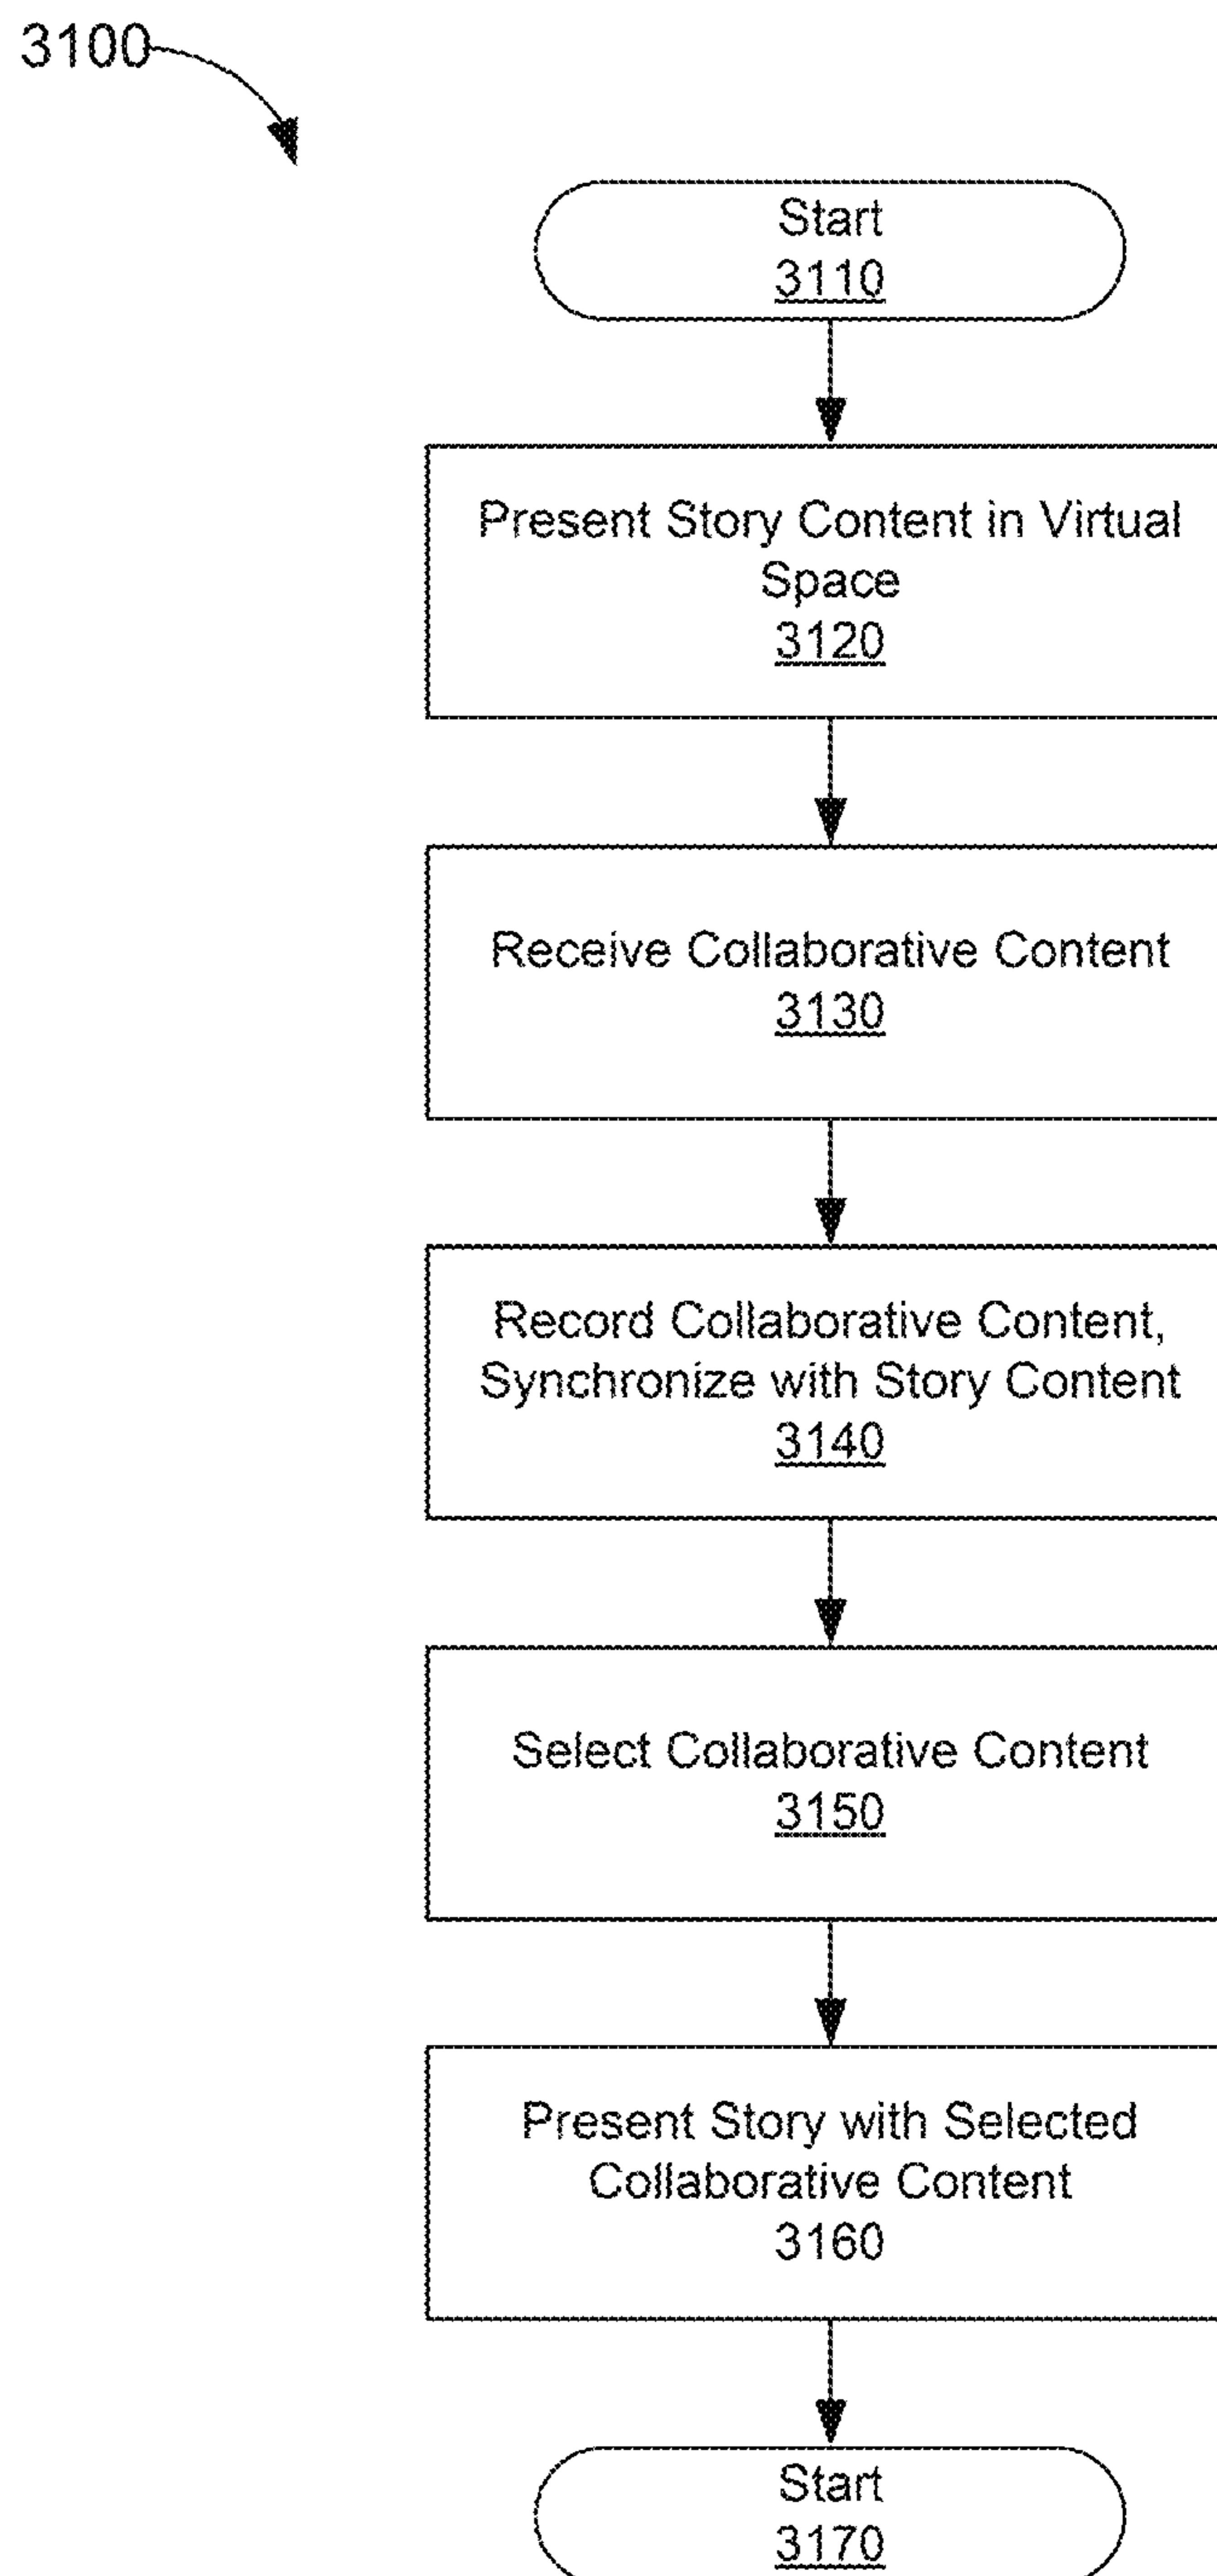 3100
Start
3110
Present Story Content in Virtual
Space
3120
Receive Collaborative Content
3130
Record Collaborative Content,
Synchronize with Story Content
3140
Select Collaborative Content
3150
Present Story with Selected
Collaborative Content
3160
Start
3170